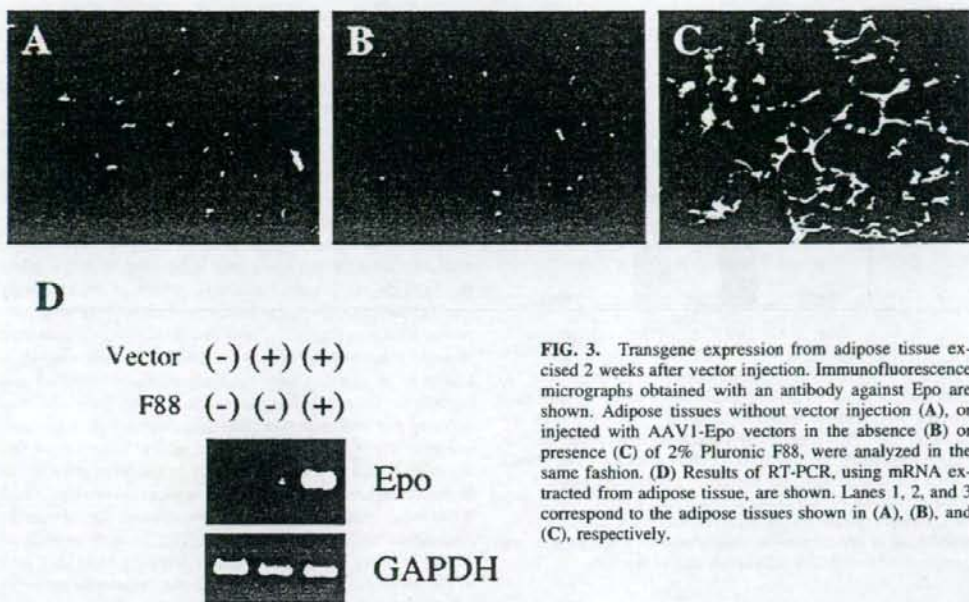 A B C
D
Vector (-) (+) (+)
F88 (-) (-) (+)
Epo
GAPDH
FIG. 3. Transgene expression from adipose tissue ex-
cised 2 weeks after vector injection. Immunofluorescence
micrographs obtained with an antibody against Epo are
shown. Adipose tissues without vector injection (A), or
injected with AAV1-Epo vectors in the absence (B) or
presence (C) of 2% Pluronic F88, were analyzed in the
same fashion. (D) Results of RT-PCR, using mRNA ex-
tracted from adipose tissue, are shown. Lanes 1, 2, and 3
correspond to the adipose tissues shown in (A), (B), and
(C), respectively.